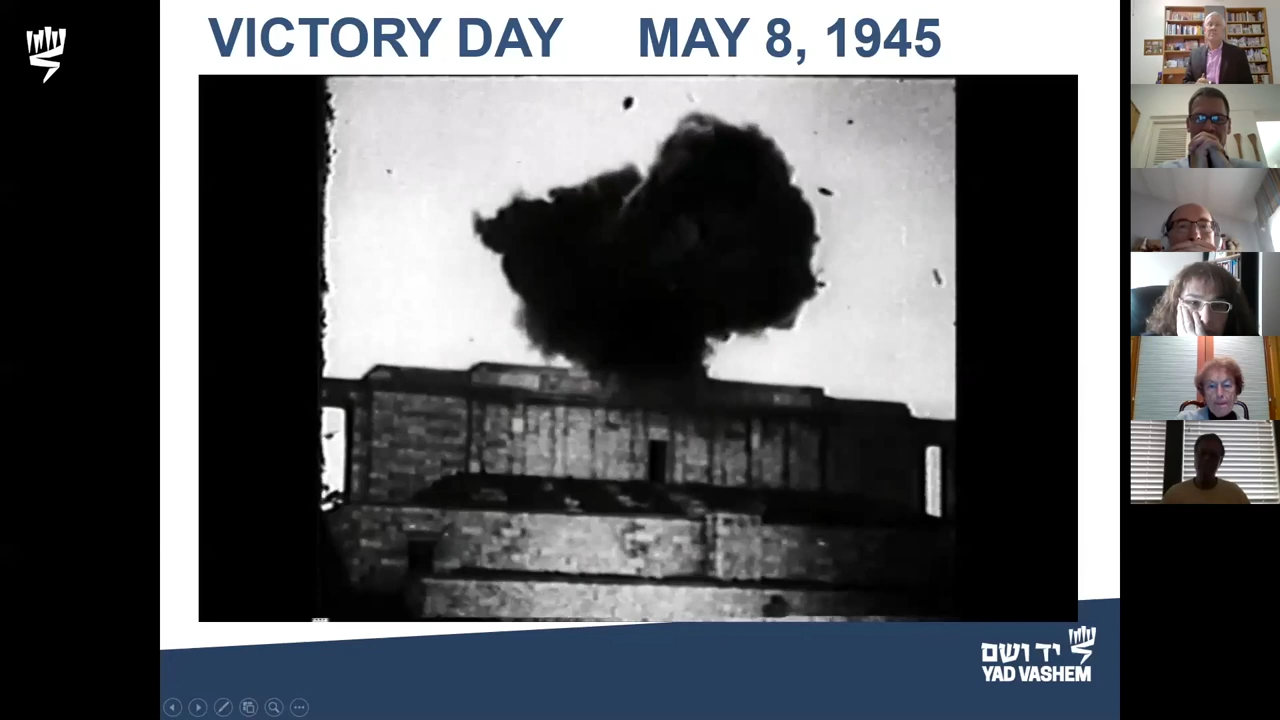 VICTORY DAY MAY 8, 1945
יד ושם
YAD VASHEM